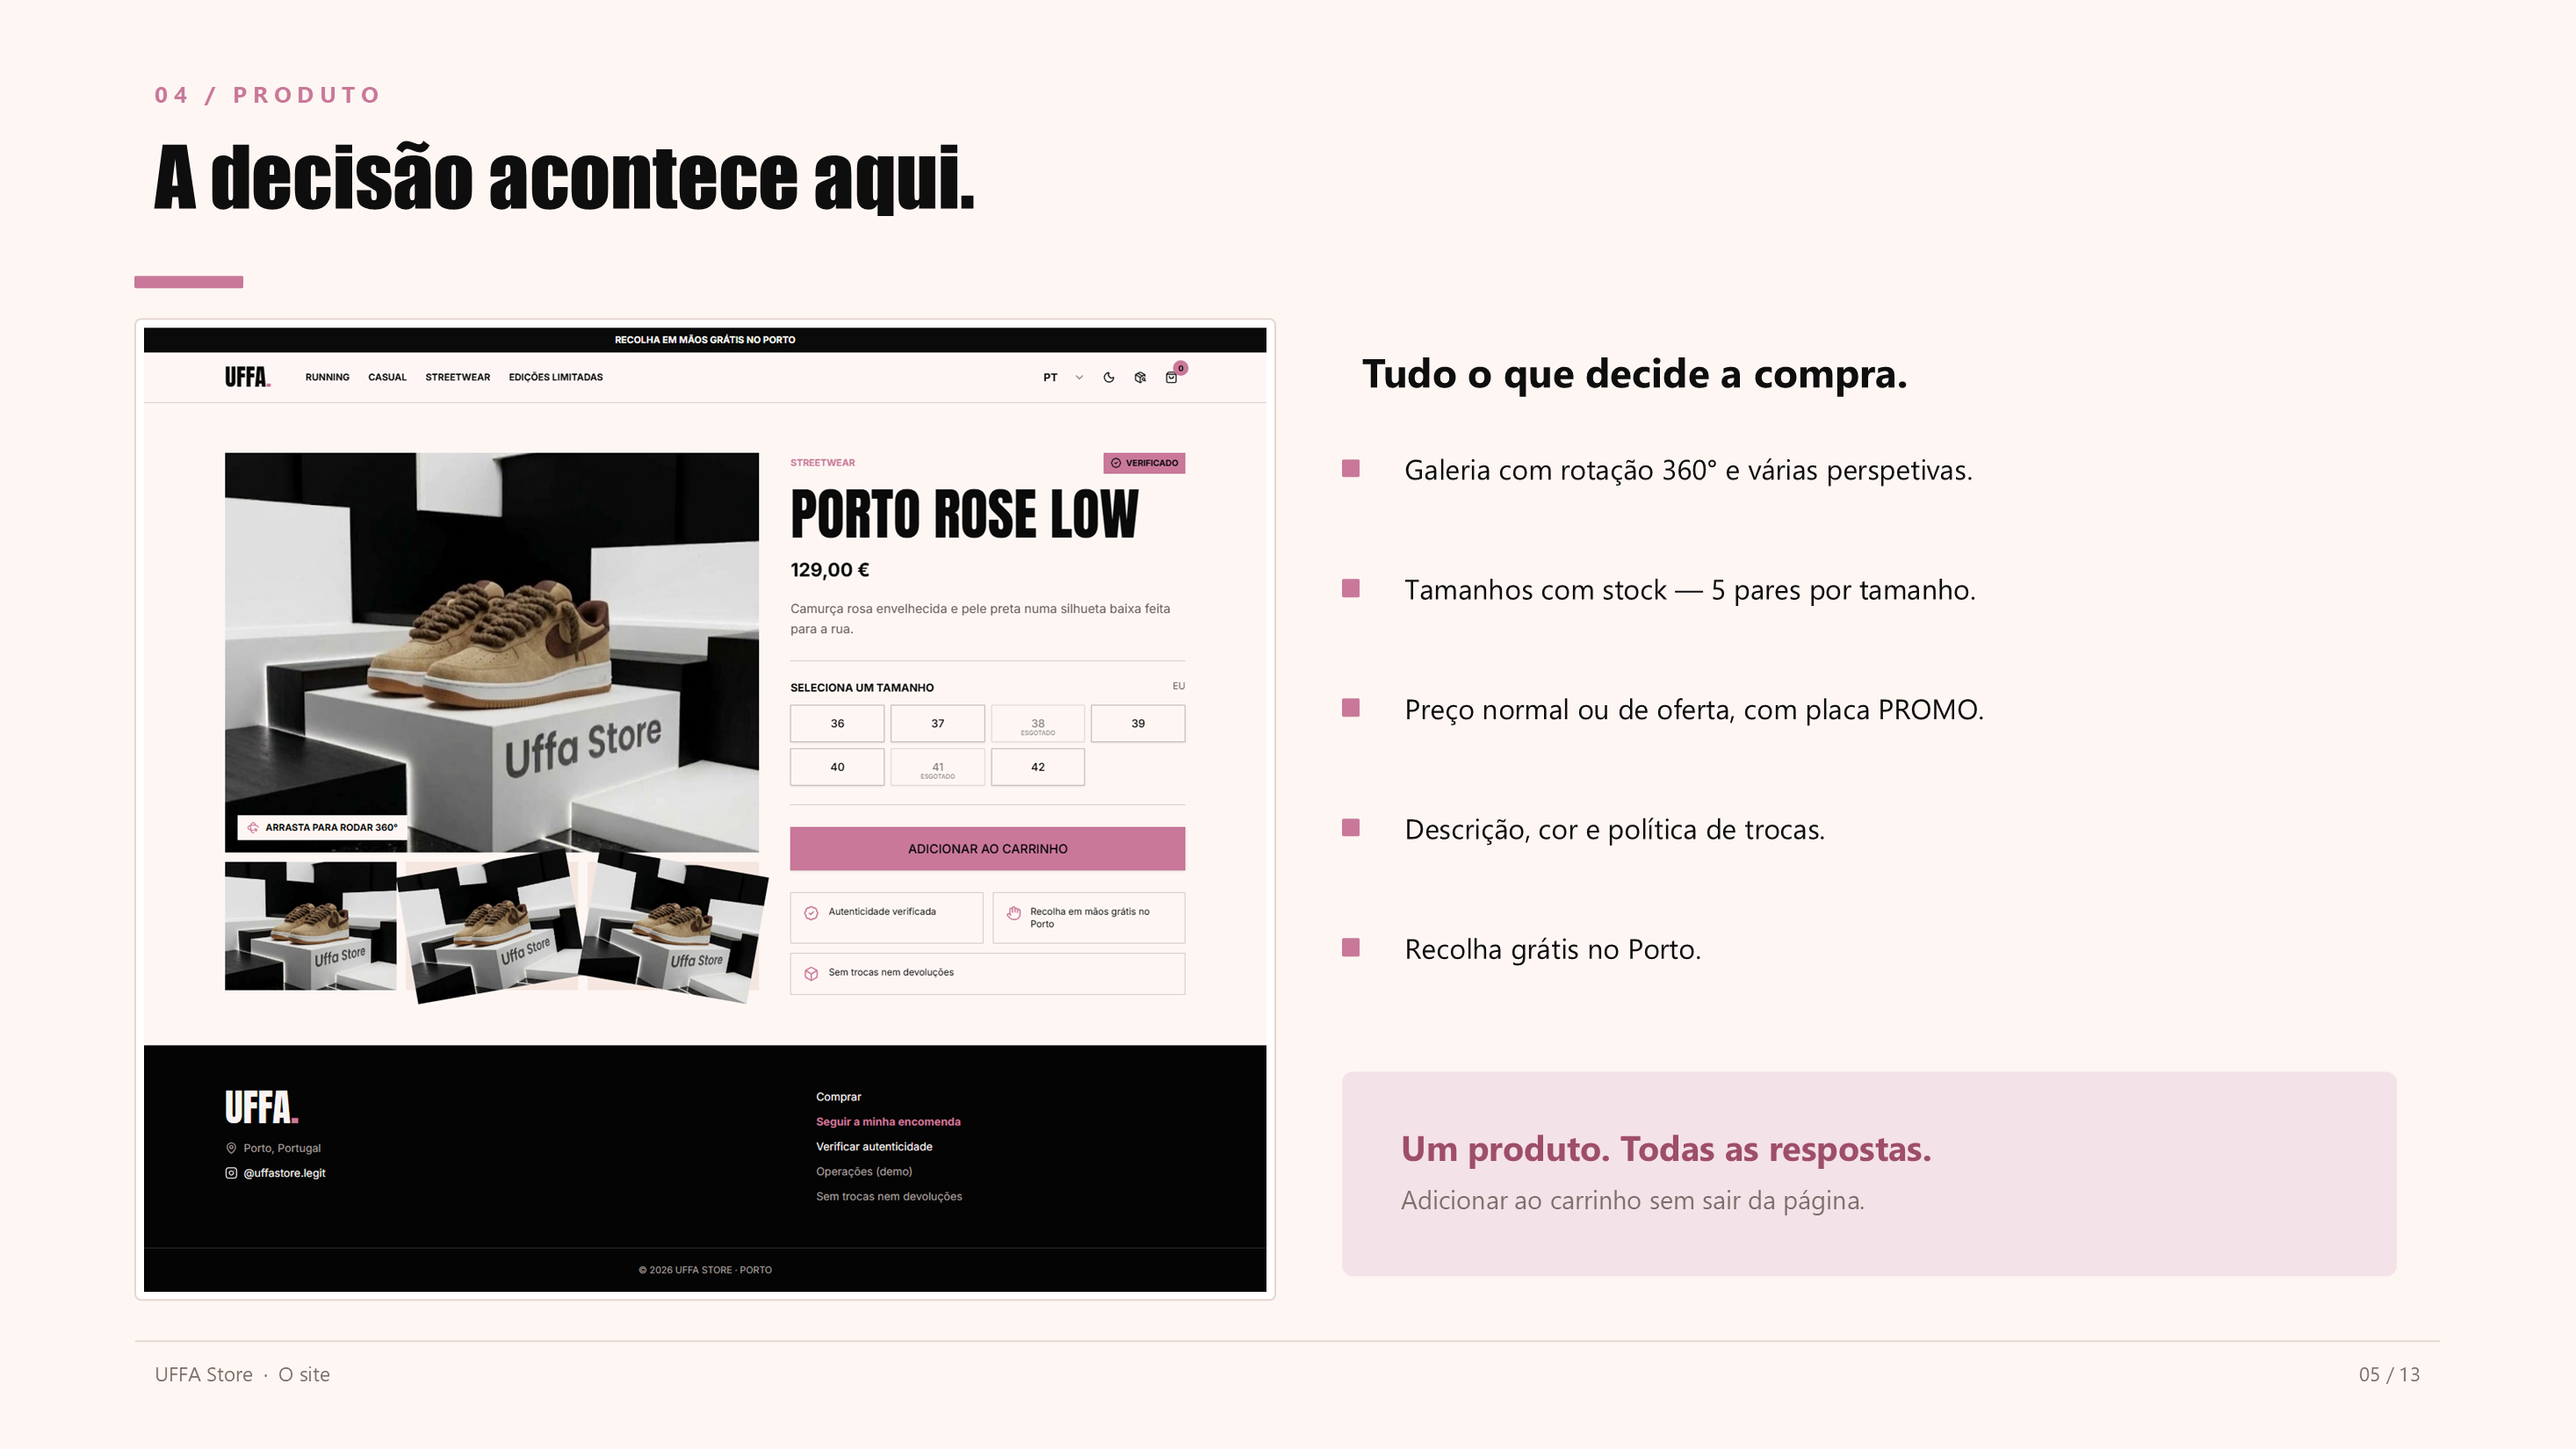 04 / PRODUTO
A decisão acontece aqui.
RECOLHA EM MÃOS GRÁTIS NO PORTO
UFFA. RUNNING CASUAL STREETWEAR EDIÇÕES LIMITADAS PT 0
STREETWEAR VERIFICADO
PORTO ROSE LOW
129,00 €
Camurça rosa envelhecida e pele preta numa silhueta baixa feita
para a rua.
SELECIONA UM TAMANHO EU
36 37 38 39
ESGOTADO
40 41 42
ESGOTADO
Uffa Store
ARRASTA PARA RODAR 360°
ADICIONAR AO CARRINHO
Uffa Store Uffa Store Uffa Store
Autenticidade verificada
Recolha em mãos grátis no
Porto
Sem trocas nem devoluções
UFFA.
Porto, Portugal
@uffastore.legit
Comprar
Seguir a minha encomenda
Verificar autenticidade
Operações (demo)
Sem trocas nem devoluções
© 2026 UFFA STORE · PORTO
Tudo o que decide a compra.
Galeria com rotação 360° e várias perspetivas.
Tamanhos com stock — 5 pares por tamanho.
Preço normal ou de oferta, com placa PROMO.
Descrição, cor e política de trocas.
Recolha grátis no Porto.
Um produto. Todas as respostas.
Adicionar ao carrinho sem sair da página.
UFFA Store · O site
05 / 13